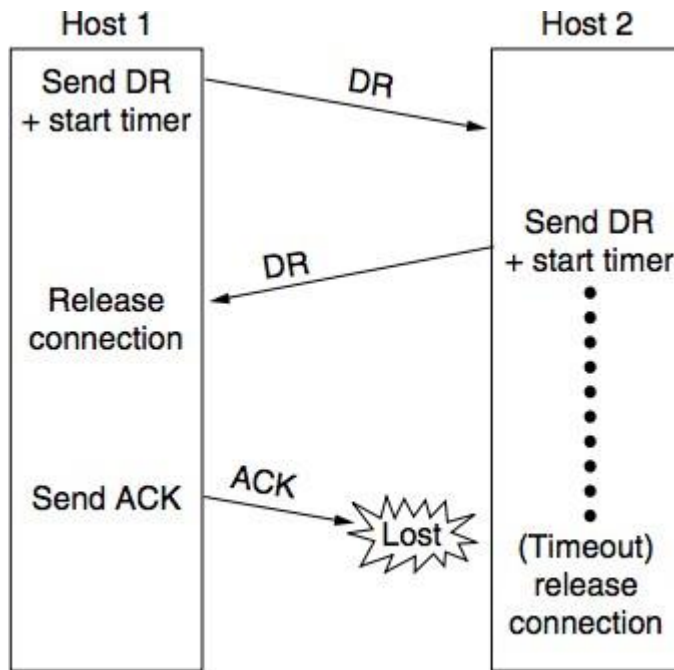 Host 1
Host 2
Send DR
+ start timer
DR
Send DR
+ start timer
DR
Release
connection
Send ACK
ACK
Lost
(Timeout)
release
connection